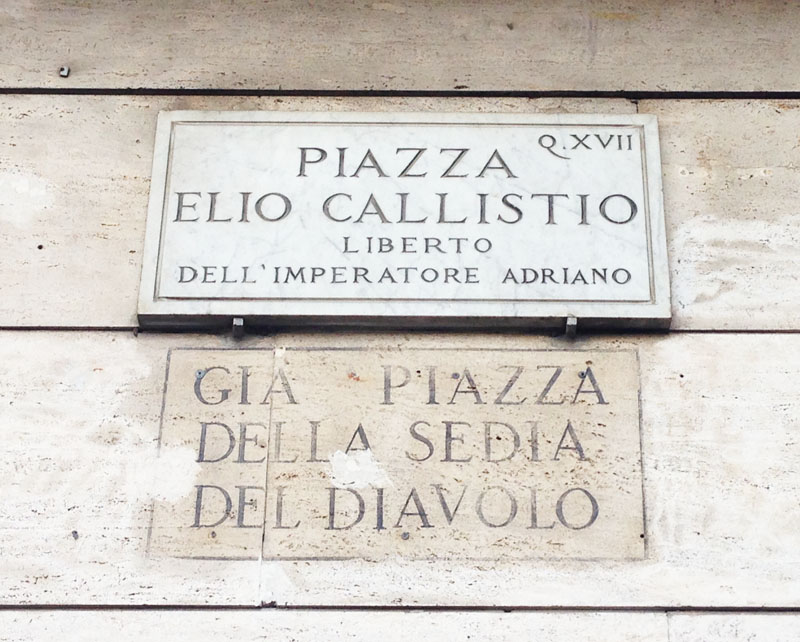 Q.XVII
PIAZZA
ELIO CALLISTIO
LIBERTO
DELL'IMPERATORE ADRIANO
GIA PIAZZA
DELLA SEDIA
DEL DIAVOLO